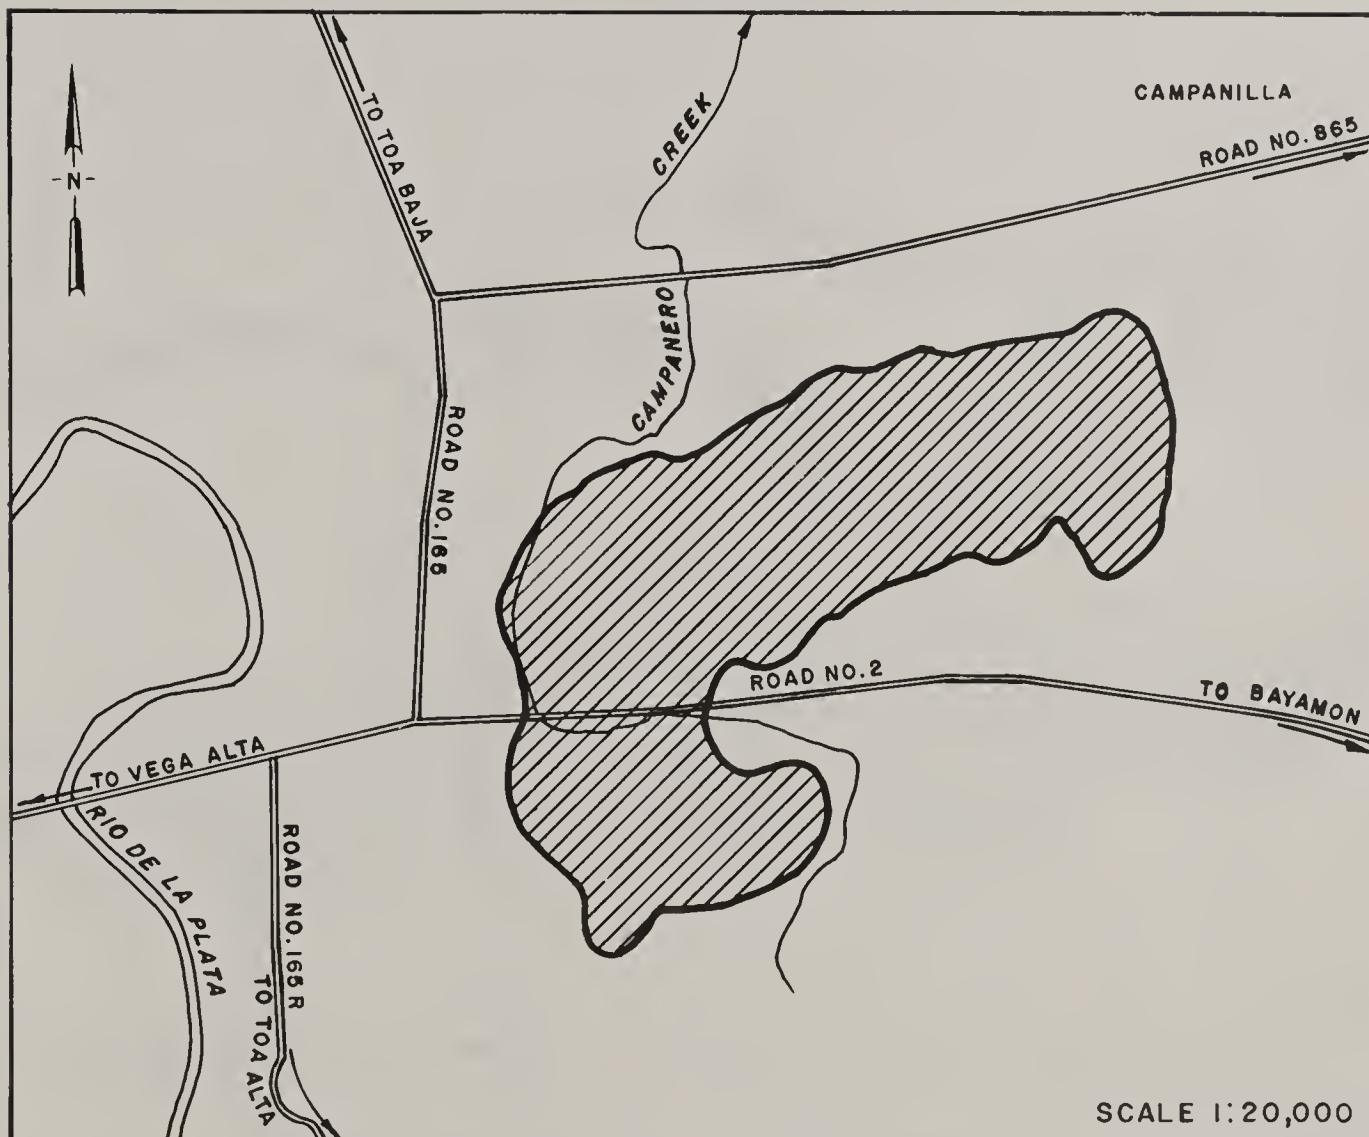 CAMPANILLA
ROAD NO. 865
TO TOA BAJA
CREEK
-N-
CAMPANERO
ROAD NO. 165
ROAD NO. 2
TO BAYAMON
TO VEGA ALTA
RIO DE LA PLATA
ROAD NO. 165 R
TO TOA ALTA
SCALE 1:20,000